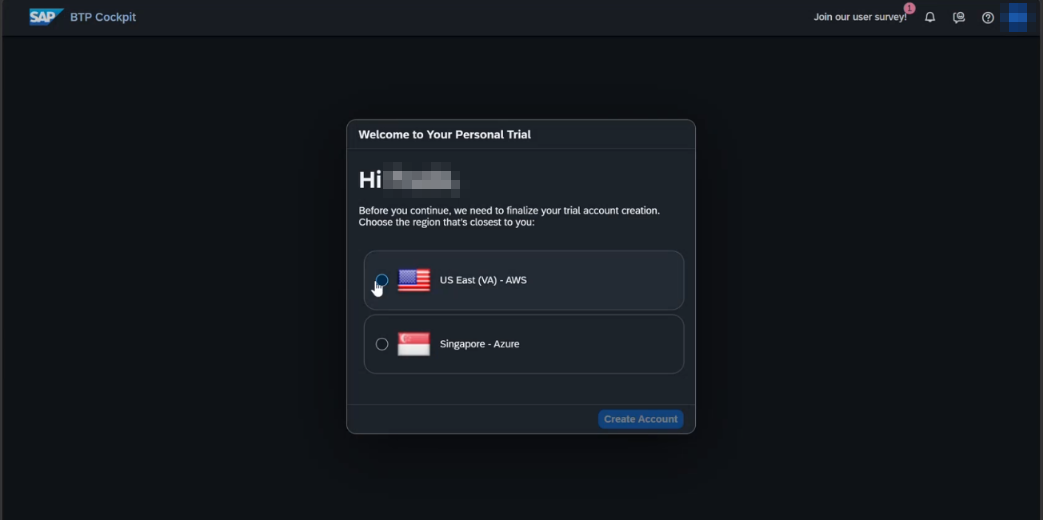 SAP BTP Cockpit
Join our user survey!
1
Welcome to Your Personal Trial
Hi
Before you continue, we need to finalize your trial account creation.
Choose the region that's closest to you:
US East (VA) - AWS
Singapore - Azure
Create Account